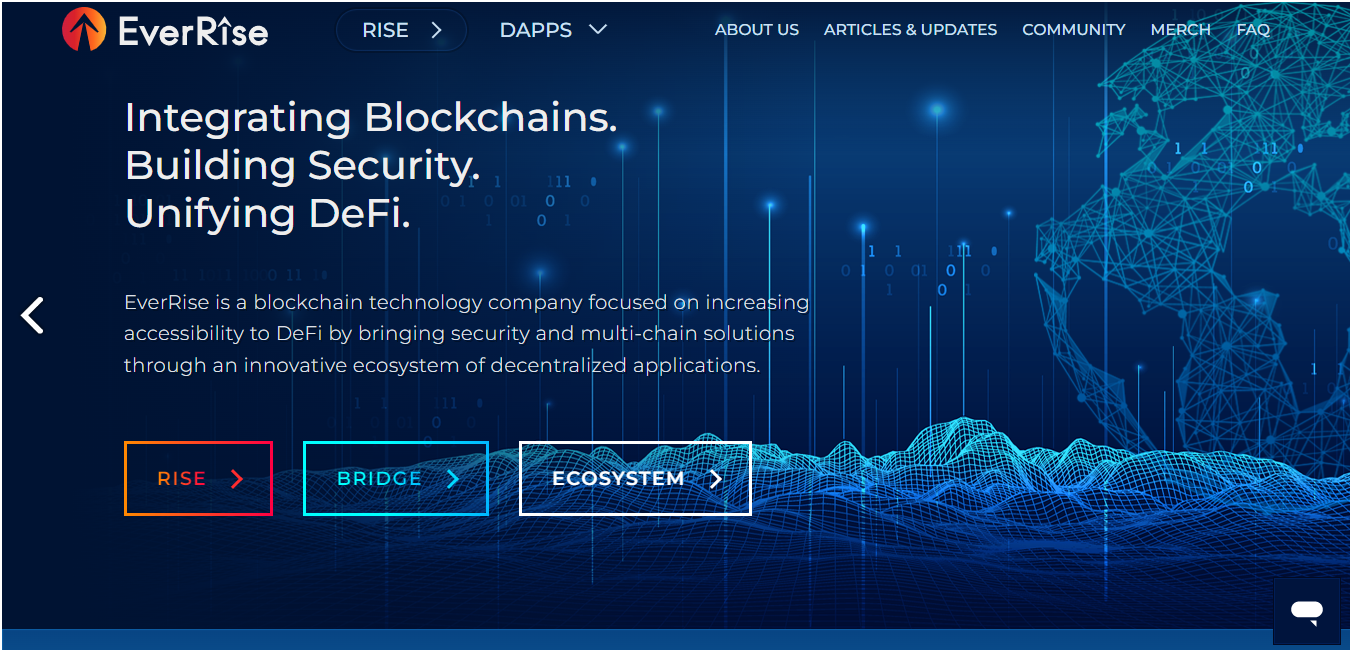 EverRise
RISE
DAPPS
ABOUT US
ARTICLES & UPDATES
COMMUNITY
MERCH
FAQ
Integrating Blockchains.
Building Security.
Unifying DeFi.
EverRise is a blockchain technology company focused on increasing
accessibility to DeFi by bringing security and multi-chain solutions
through an innovative ecosystem of decentralized applications.
RISE
BRIDGE
ECOSYSTEM